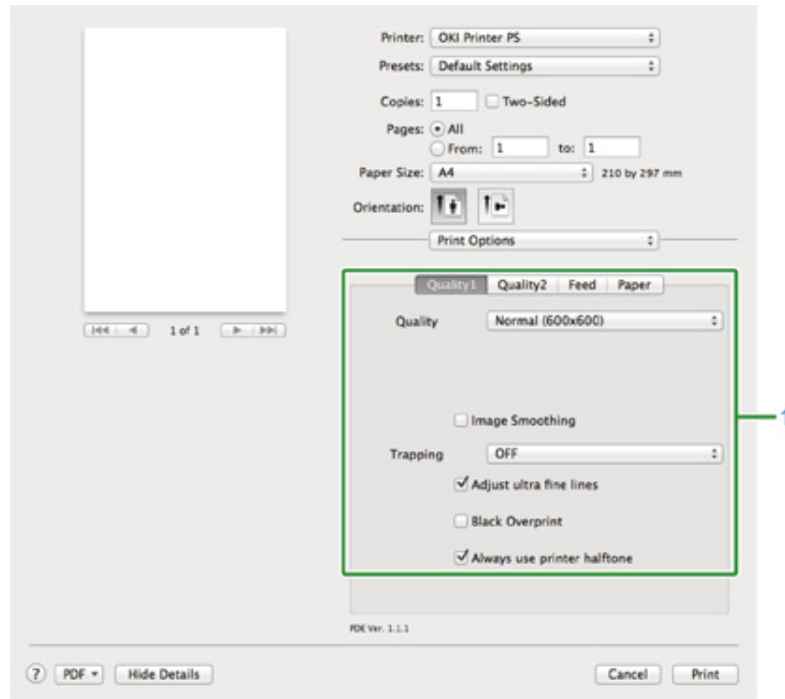 Printer: OKI Printer PS
Presets: Default Settings
Copies: 1 Two-Sided
Pages: All
From: 1 to: 1
Paper Size: A4 210 by 297 mm
Orientation:
Print Options
Quality1 Quality2 Feed Paper
Quality Normal (600x600)
1 of 1
Image Smoothing
Trapping OFF
Adjust ultra fine lines
Black Overprint
Always use printer halftone
PDE Ver. 1.1.1
? PDF Hide Details Cancel Print